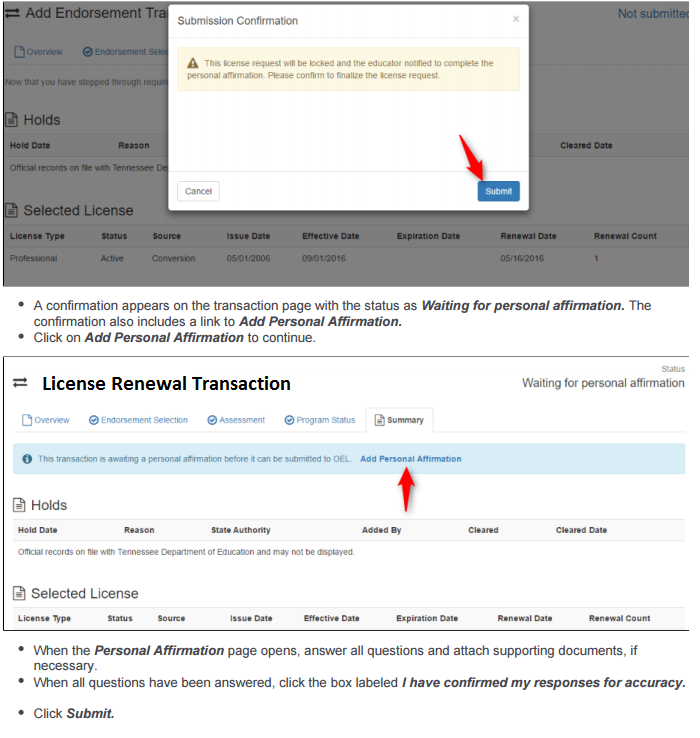 Add Endorsement Tra
Submission Confirmation
×
Not submitted
Overview
Endorsement Selec
This license request will be locked and the educator notified to complete the
personal affirmation. Please confirm to finalize the license request.
Now that you have stepped through requir
Holds
Hold Date Reason Cleared Date
Official records on file with Tennessee De
Cancel Submit
Selected License
License Type Status Source Issue Date Effective Date Expiration Date Renewal Date Renewal Count
Professional Active Conversion 05/01/2006 09/01/2016 05/16/2016 1
• A confirmation appears on the transaction page with the status as Waiting for personal affirmation. The
confirmation also includes a link to Add Personal Affirmation.
• Click on Add Personal Affirmation to continue.
Status
License Renewal Transaction Waiting for personal affirmation
Overview Endorsement Selection Assessment Program Status Summary
This transaction is awaiting a personal affirmation before it can be submitted to OEL. Add Personal Affirmation
Holds
Hold Date Reason State Authority Added By Cleared Cleared Date
Official records on file with Tennessee Department of Education and may not be displayed.
Selected License
License Type Status Source Issue Date Effective Date Expiration Date Renewal Date Renewal Count
• When the Personal Affirmation page opens, answer all questions and attach supporting documents, if
necessary.
• When all questions have been answered, click the box labeled I have confirmed my responses for accuracy.
• Click Submit.